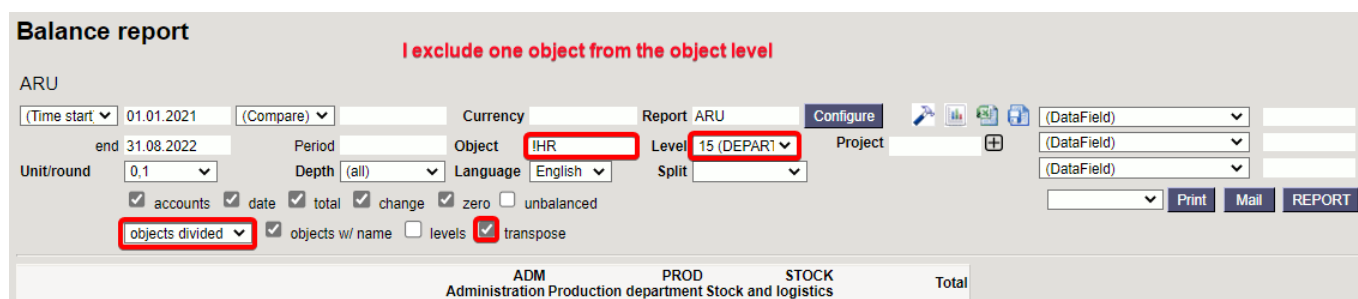 Balance report
I exclude one object from the object level
ARU
(Time start) 01.01.2021 (Compare) Currency Report ARU Configure (DataField)
end 31.08.2022 Period Object !HR Level 15 (DEPART Project (DataField)
Unit/round 0,1 Depth (all) Language English Split (DataField)
accounts date total change zero unbalanced Print Mail REPORT
objects divided objects w/ name levels transpose
ADM PROD STOCK Total
Administration Production department Stock and logistics